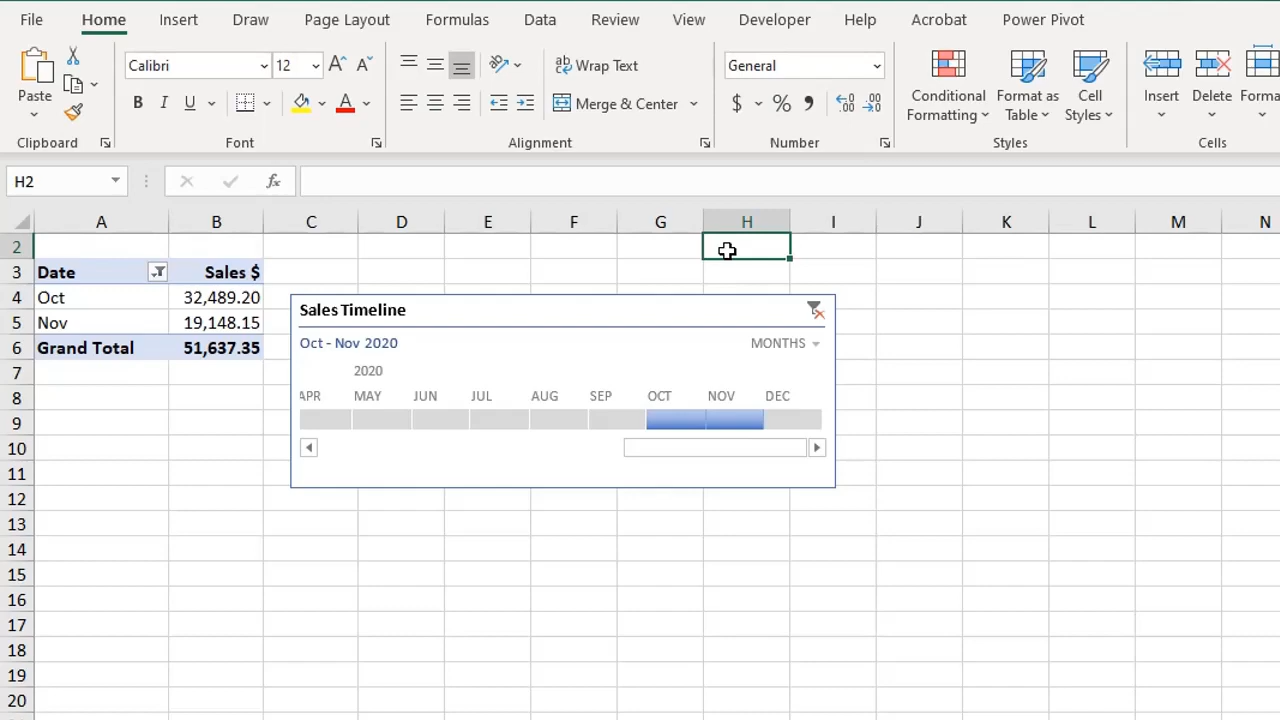 File Home Insert Draw Page Layout Formulas Data Review View Developer Help Acrobat Power Pivot
Calibri 12 A A
ab Wrap Text
General
Paste
B I U A
Merge & Center
$ % 9 .00 .00
Conditional Formatting
Format as Table
Cell Styles
Insert
Delete
Forma
Clipboard Font Alignment Number Styles Cells
H2 fx
A B C D E F G H I J K L M N
2
3 Date Sales $
4 Oct 32,489.20
5 Nov 19,148.15
6 Grand Total 51,637.35
7
8
9
10
11
12
13
14
15
16
17
18
19
20
Sales Timeline
Oct - Nov 2020 MONTHS
2020
APR MAY JUN JUL AUG SEP OCT NOV DEC